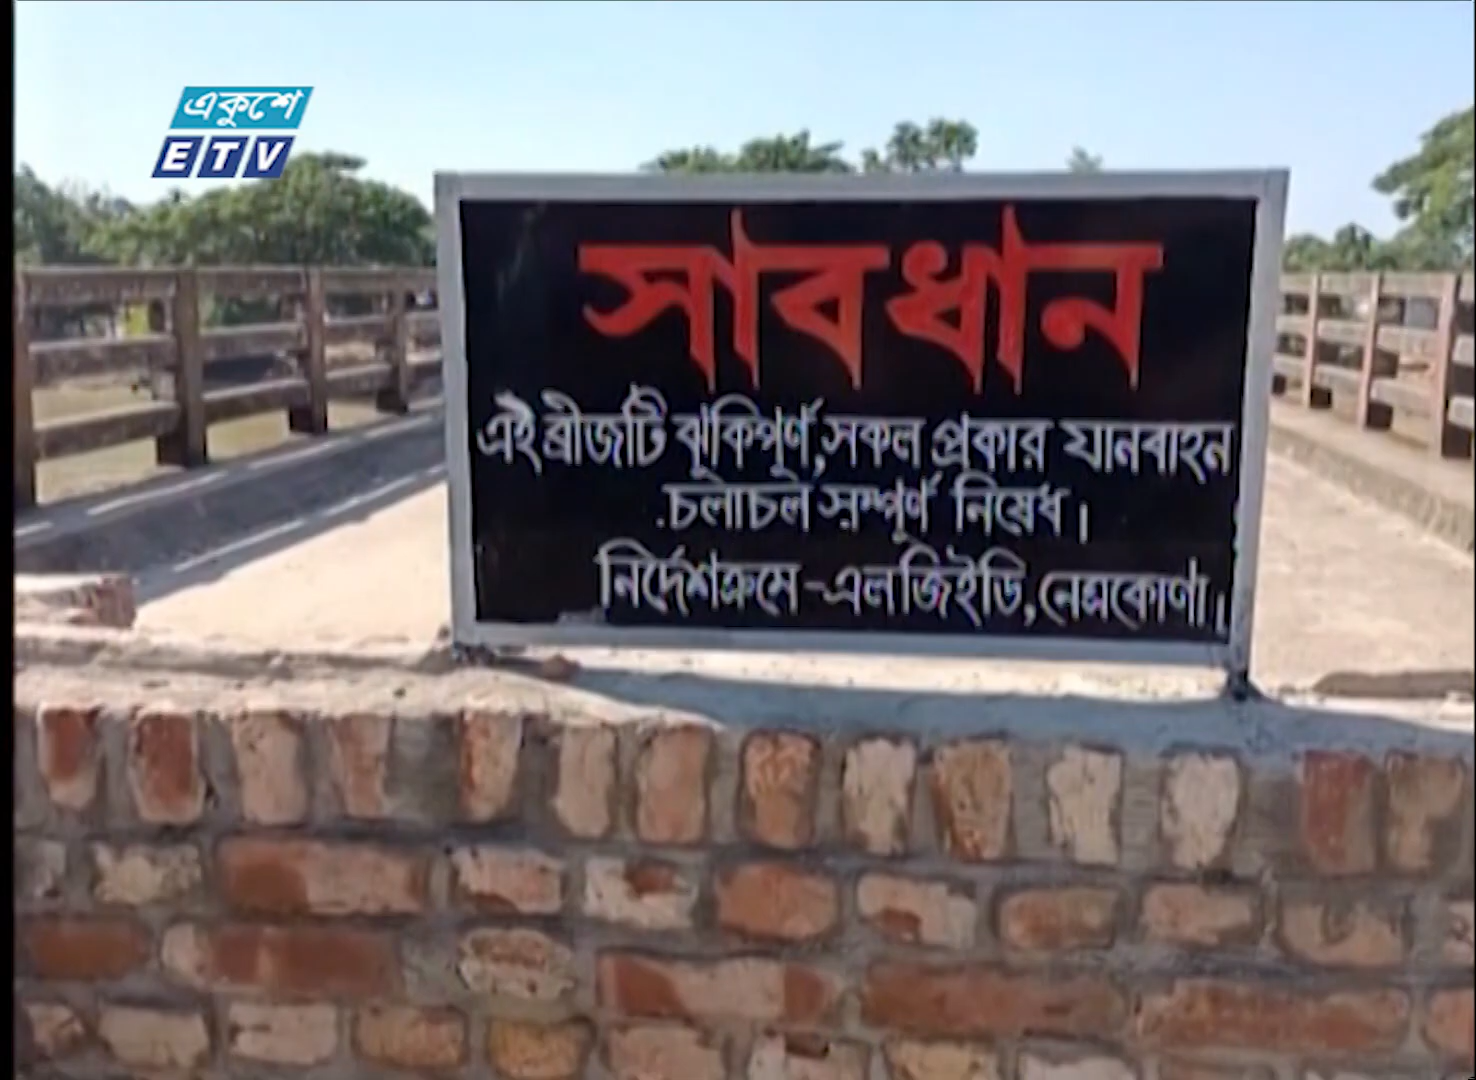 একুশে
ETV
সাবধান
এই ব্রীজটি ঝূকিপূর্ণ,সকল প্রকার যানবাহন
চলাচল সম্পূর্ণ নিষেধ।
নির্দেশক্রমে -এলজিইডি,নেত্রকোণা।